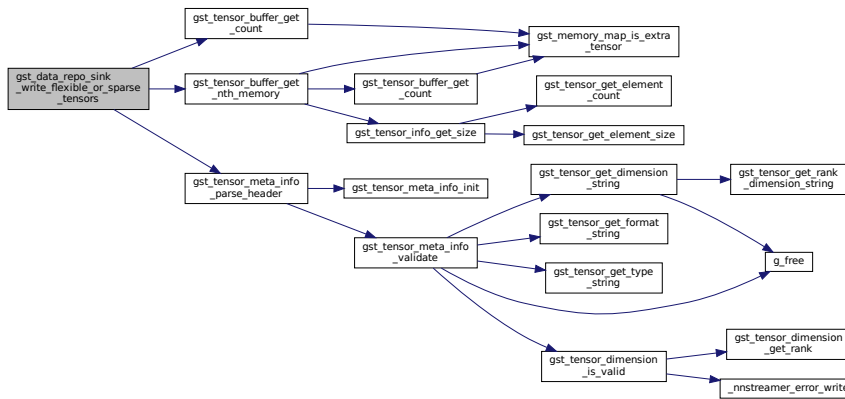 gst_data_repo_sink
_write_flexible_or_sparse
_tensors
gst_tensor_buffer_get
_count
gst_tensor_buffer_get
_nth_memory
gst_tensor_meta_info
_parse_header
gst_memory_map_is_extra
_tensor
gst_tensor_buffer_get
_count
gst_tensor_info_get_size
gst_tensor_get_element
_count
gst_tensor_get_element_size
gst_tensor_meta_info_init
gst_tensor_meta_info
_validate
gst_tensor_get_dimension
_string
gst_tensor_get_format
_string
gst_tensor_get_type
_string
gst_tensor_dimension
_is_valid
gst_tensor_get_rank
_dimension_string
g_free
gst_tensor_dimension
_get_rank
_nnstreamer_error_write